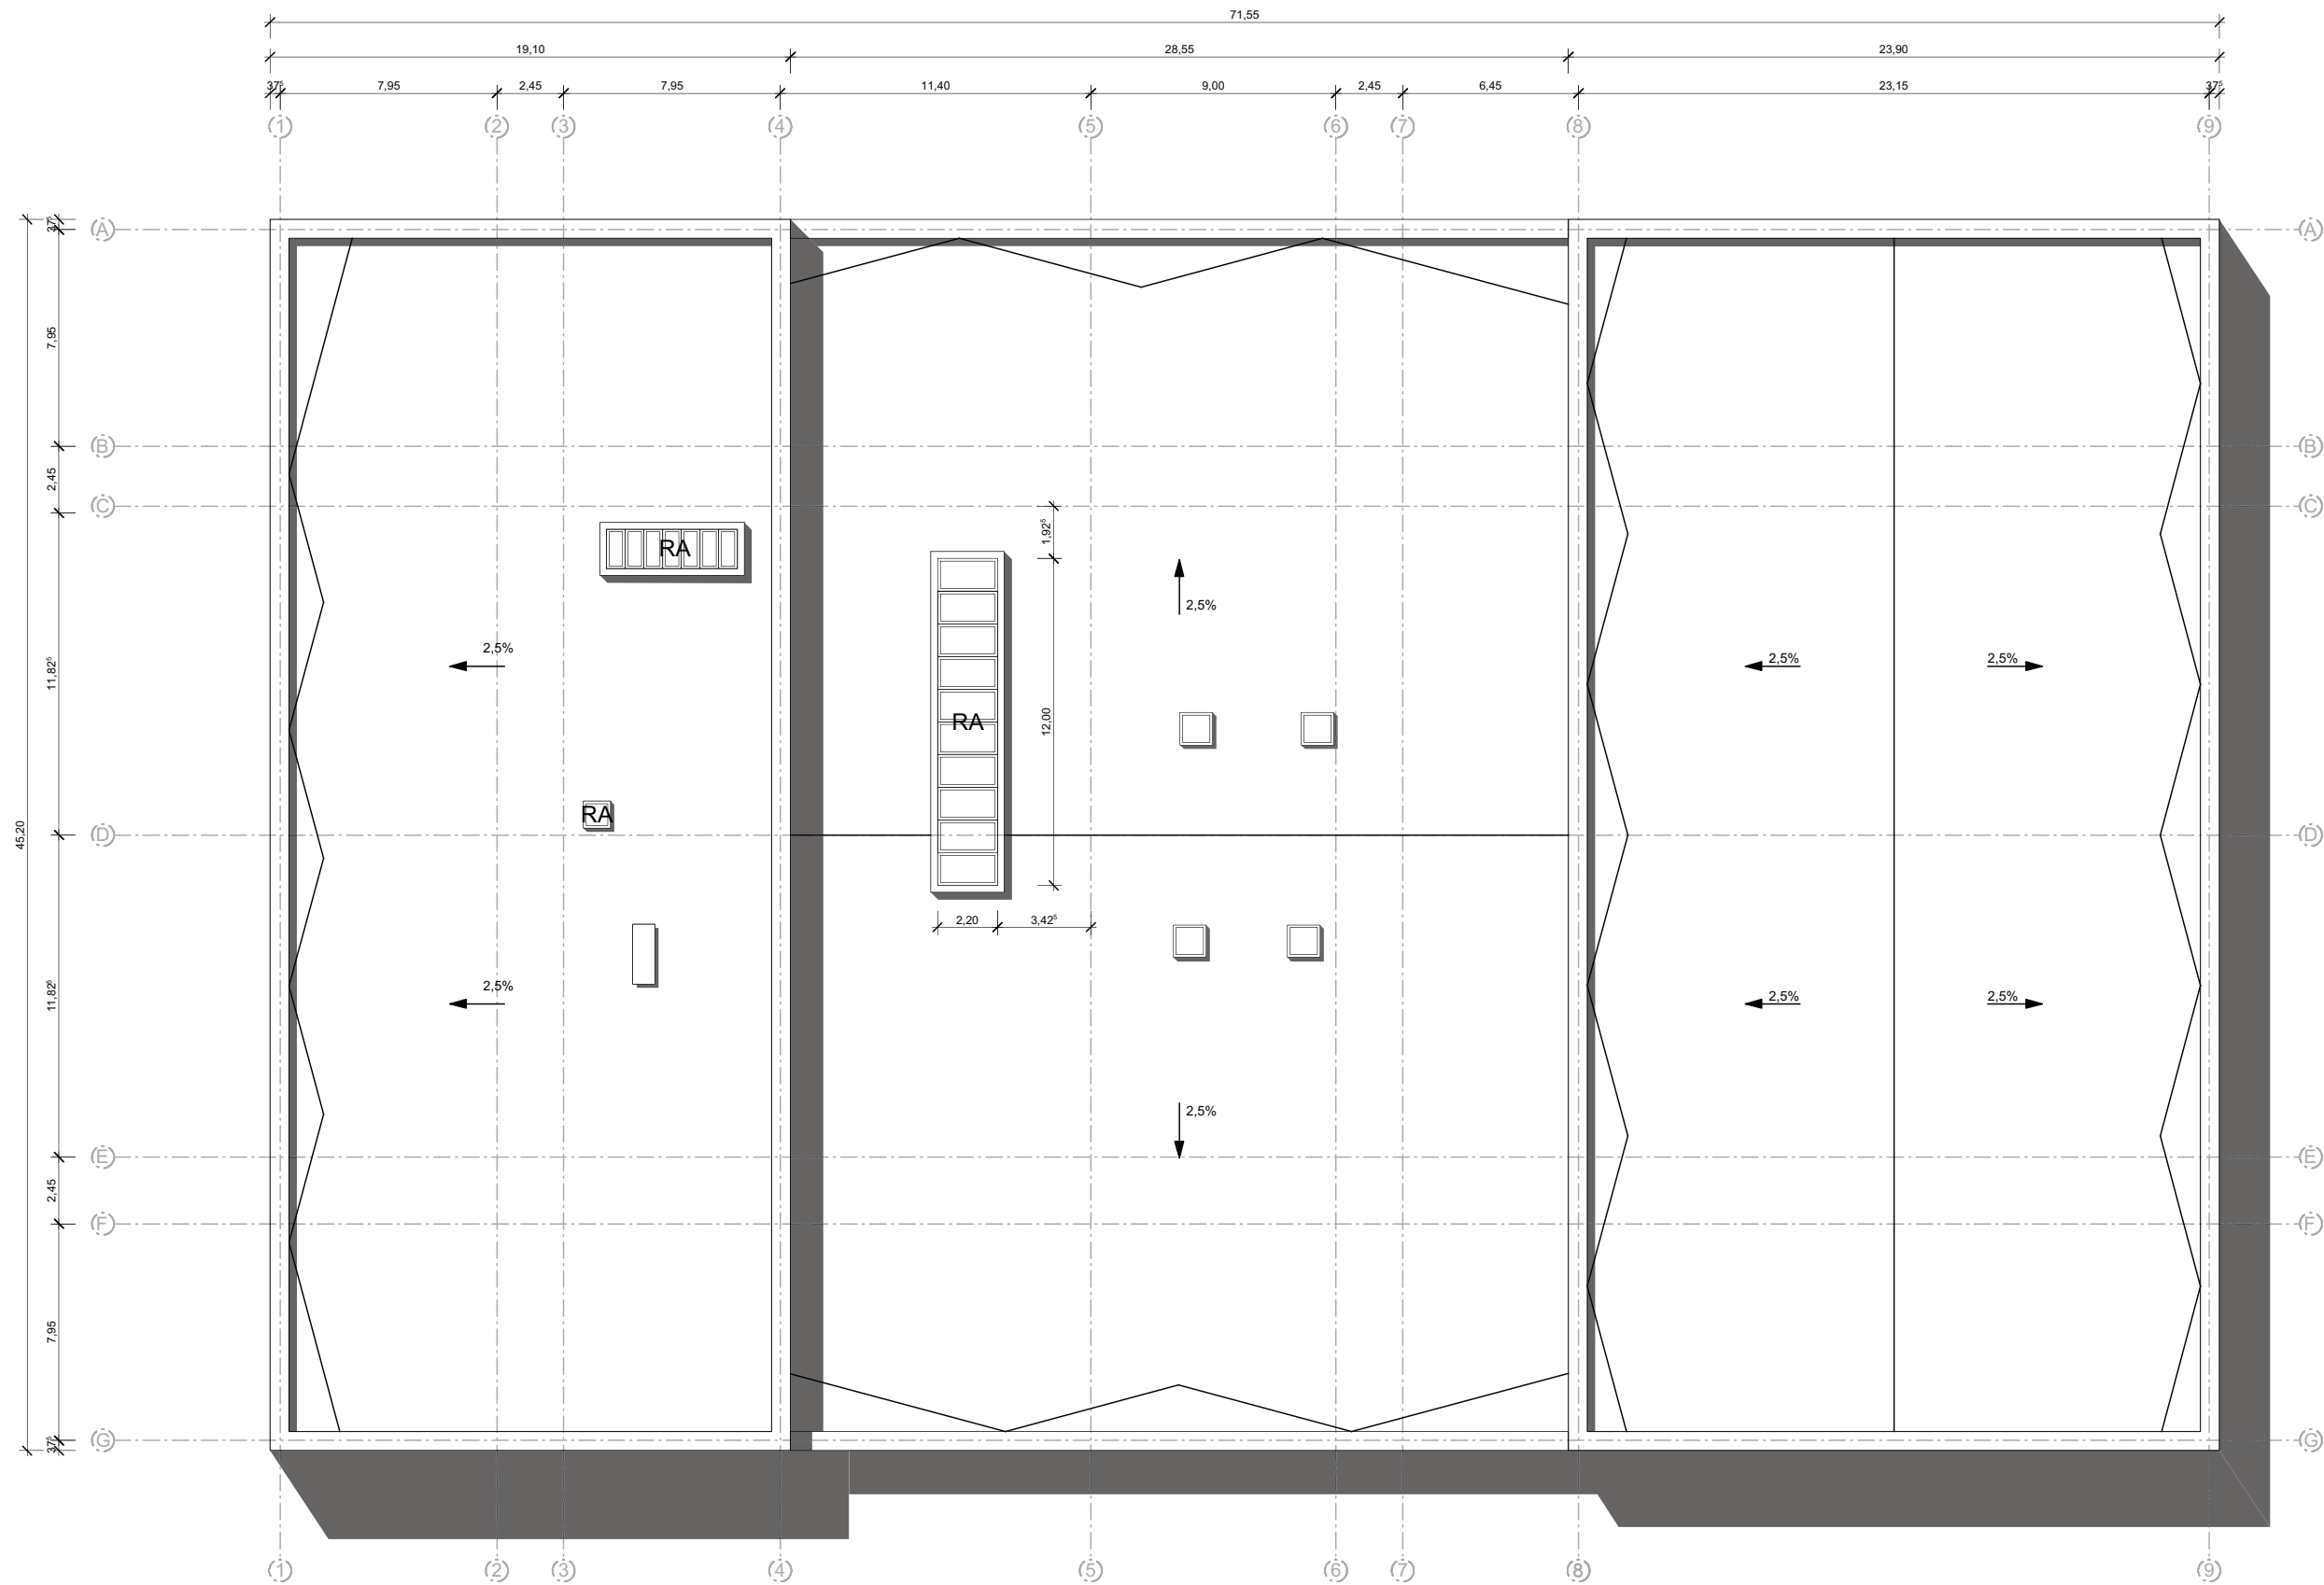 71,55
19,10 28,55 23,90
37⁵ 7,95 2,45 7,95 11,40 9,00 2,45 6,45 23,15 37⁵
1 2 3 4 5 6 7 8 9
37⁵
A A
7,95
B B
2,45
C C
1,92⁵
RA
2,5%
11,82⁵
2,5% 2,5% 2,5%
12,00
RA
RA
45,20
D D
2,20 3,42⁵
11,82⁵
2,5% 2,5% 2,5%
2,5%
E E
2,45
F F
7,95
G G
37⁵
1 2 3 4 5 6 7 8 9